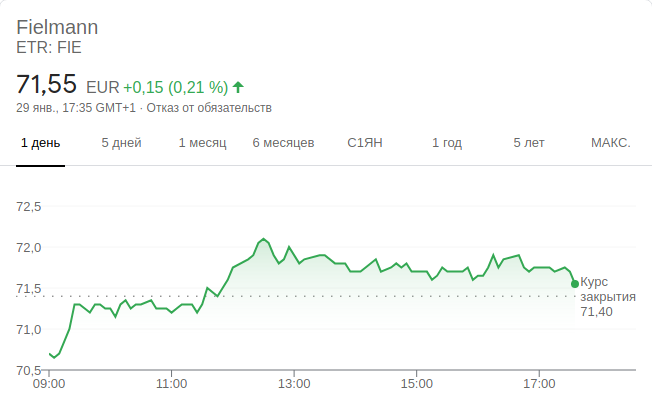 Fielmann
ETR: FIE
71,55 EUR +0,15 (0,21 %)
29 янв., 17:35 GMT+1 · Отказ от обязательств
1 день 5 дней 1 месяц 6 месяцев С1ЯН 1 год 5 лет МАКС.
72,5
72,0
71,5
71,0
70,5
Курс
закрытия
71,40
09:00 11:00 13:00 15:00 17:00